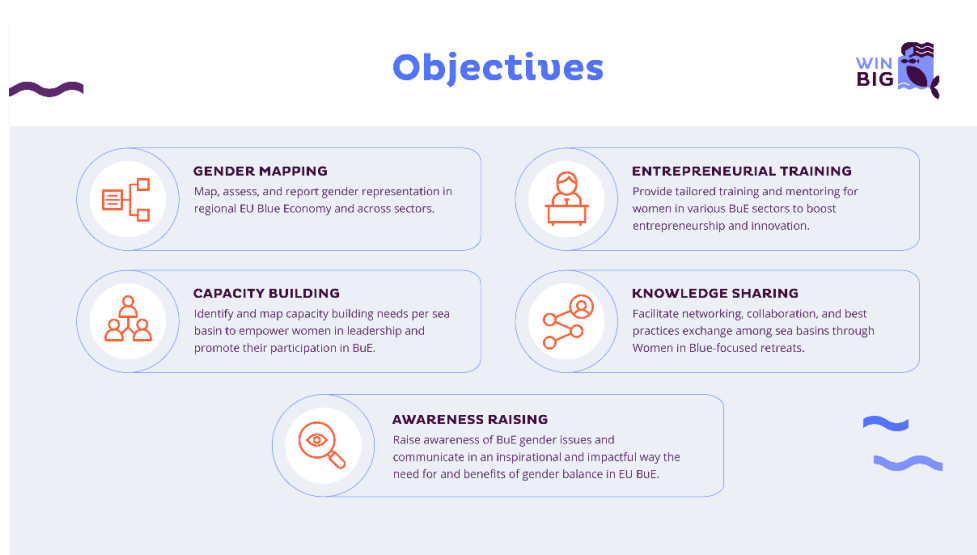 Objectives
WIN
BIG
GENDER MAPPING
Map, assess, and report gender representation in
regional EU Blue Economy and across sectors.
ENTREPRENEURIAL TRAINING
Provide tailored training and mentoring for
women in various BuE sectors to boost
entrepreneurship and innovation.
CAPACITY BUILDING
Identify and map capacity building needs per sea
basin to empower women in leadership and
promote their participation in BuE.
KNOWLEDGE SHARING
Facilitate networking, collaboration, and best
practices exchange among sea basins through
Women in Blue-focused retreats.
AWARENESS RAISING
Raise awareness of BuE gender issues and
communicate in an inspirational and impactful way the
need for and benefits of gender balance in EU BuE.